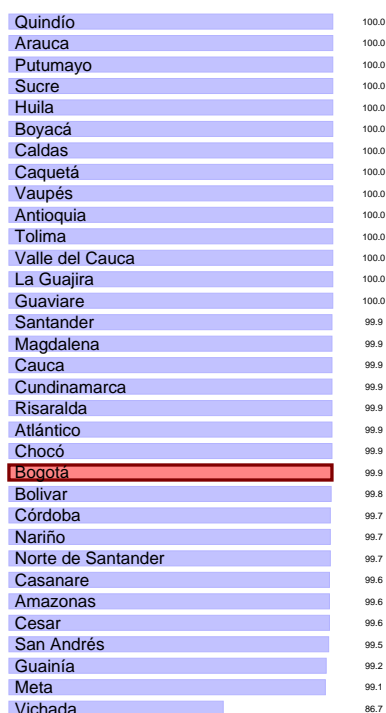 Quindío 100.0
Arauca 100.0
Putumayo 100.0
Sucre 100.0
Huila 100.0
Boyacá 100.0
Caldas 100.0
Caquetá 100.0
Vaupés 100.0
Antioquia 100.0
Tolima 100.0
Valle del Cauca 100.0
La Guajira 100.0
Guaviare 100.0
Santander 99.9
Magdalena 99.9
Cauca 99.9
Cundinamarca 99.9
Risaralda 99.9
Atlántico 99.9
Chocó 99.9
Bogotá 99.9
Bolivar 99.8
Córdoba 99.7
Nariño 99.7
Norte de Santander 99.7
Casanare 99.6
Amazonas 99.6
Cesar 99.6
San Andrés 99.5
Guainía 99.2
Meta 99.1
Vichada 86.7